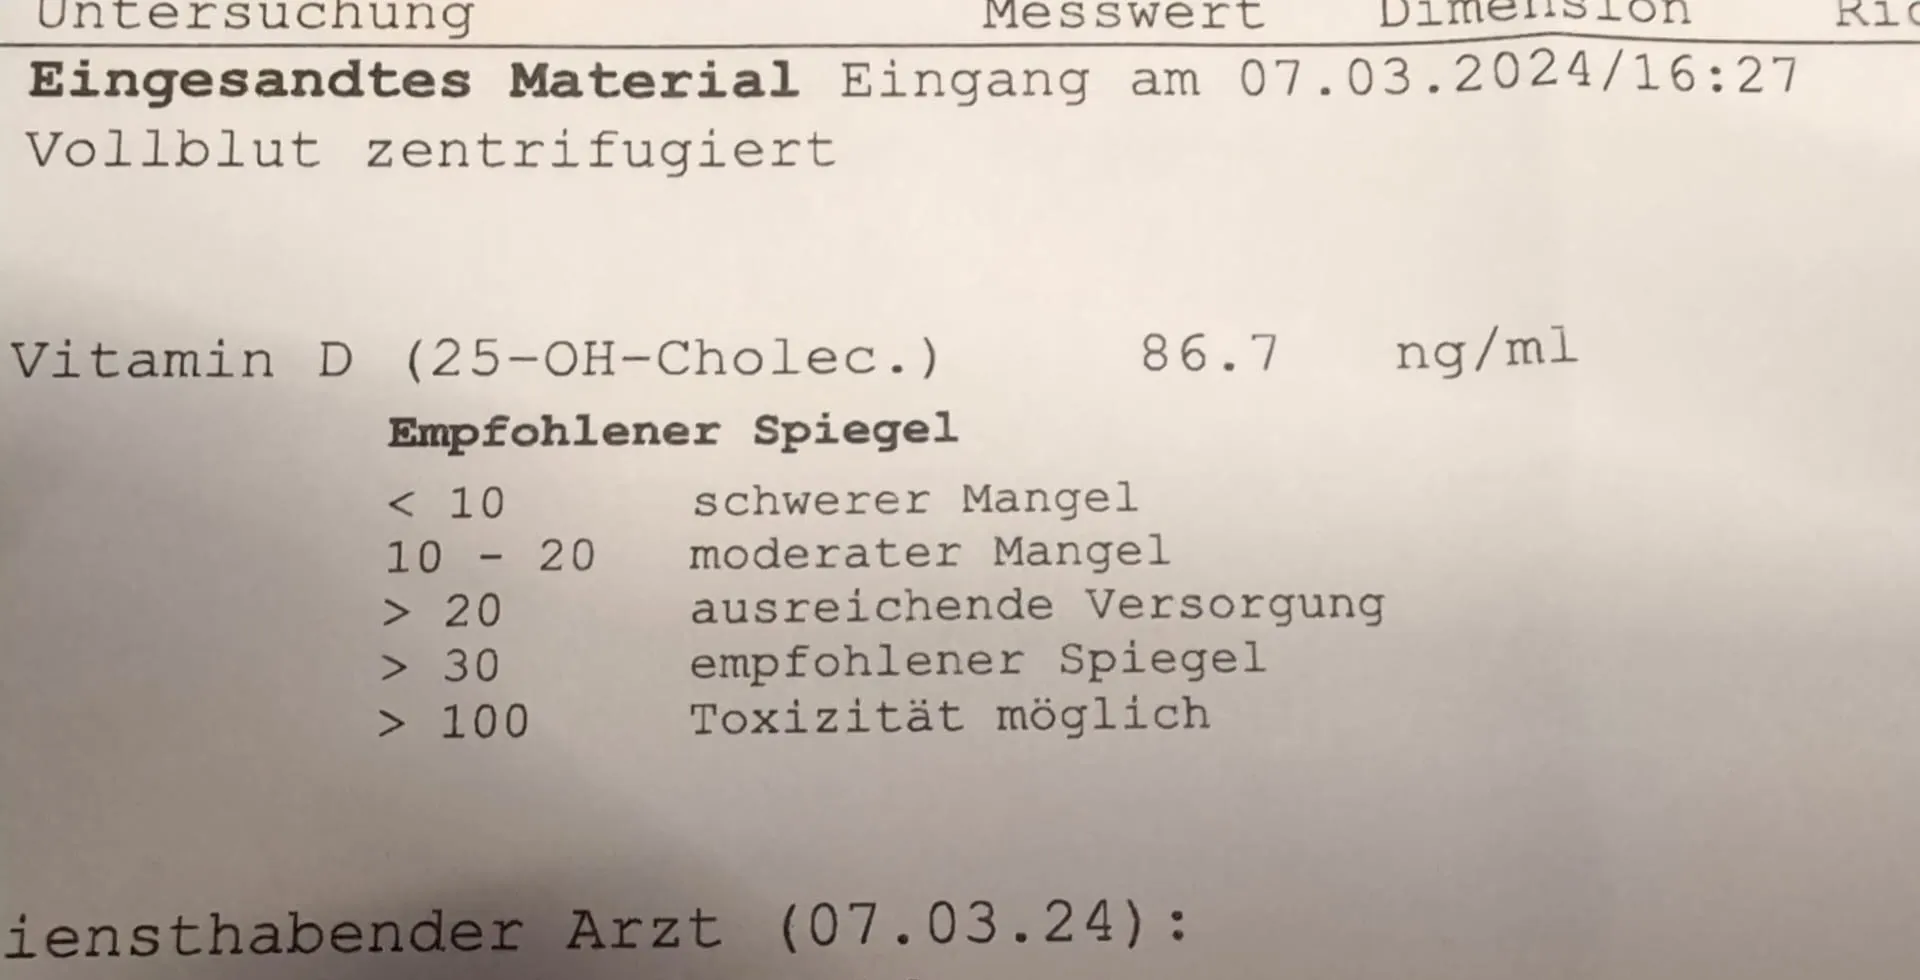 Untersuchung Messwert Dimension
Eingesandtes Material Eingang am 07.03.2024/16:27
Vollblut zentrifugiert
Vitamin D (25-OH-Cholec.) 86.7 ng/ml
Empfohlener Spiegel
< 10 schwerer Mangel
10 - 20 moderater Mangel
> 20 ausreichende Versorgung
> 30 empfohlener Spiegel
> 100 Toxizität möglich
iensthabender Arzt (07.03.24):